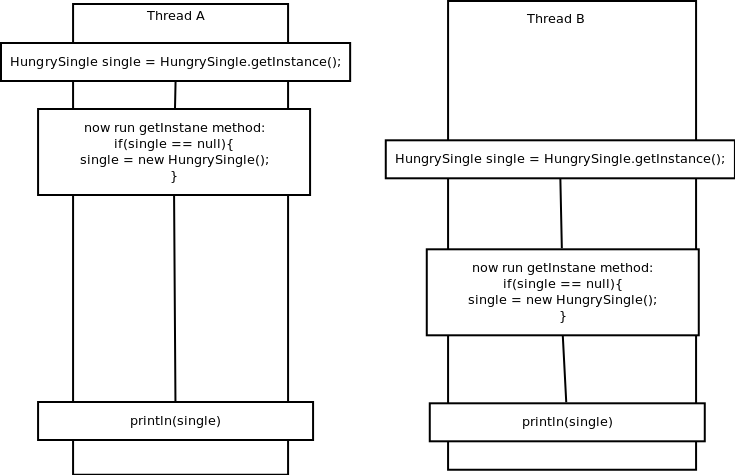 Thread A
HungrySingle single = HungrySingle.getInstance();
now run getInstane method:
if(single == null){
single = new HungrySingle();
}
println(single)
Thread B
HungrySingle single = HungrySingle.getInstance();
now run getInstane method:
if(single == null){
single = new HungrySingle();
}
println(single)